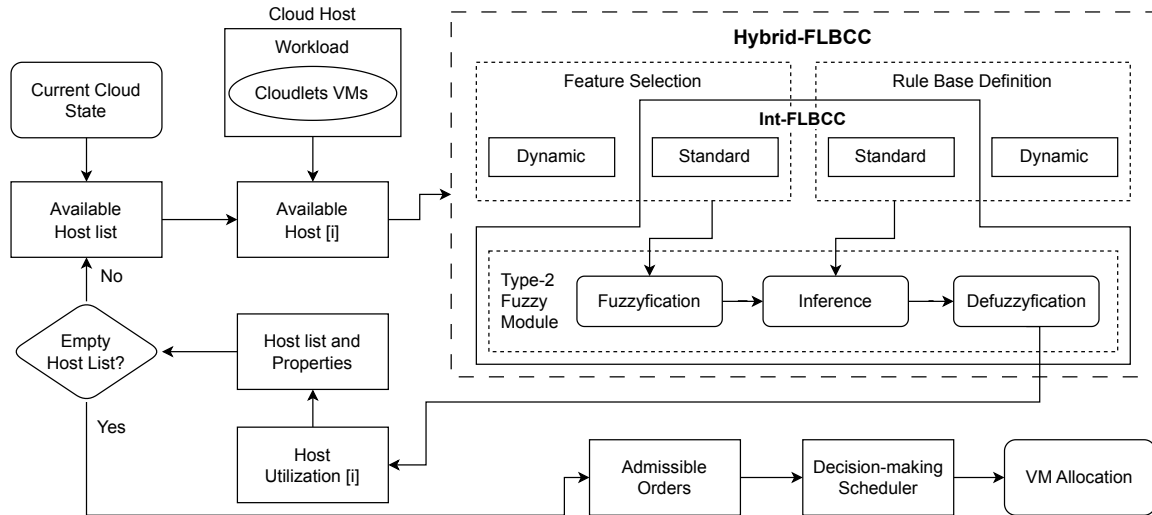 Cloud Host
Workload
Cloudlets VMs
Current Cloud
State
Available
Host list
Available
Host [i]
Hybrid-FLBCC
Feature Selection
Rule Base Definition
Int-FLBCC
Dynamic
Standard
Standard
Dynamic
Type-2
Fuzzy
Module
Fuzzyfication
Inference
Defuzzyfication
No
Empty
Host List?
Host list and
Properties
Yes
Host
Utilization [i]
Admissible
Orders
Decision-making
Scheduler
VM Allocation